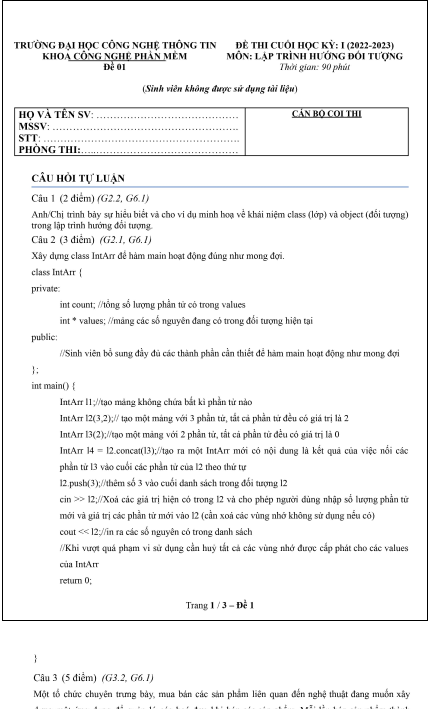 TRƯỜNG ĐẠI HỌC CÔNG NGHỆ THÔNG TIN
KHOA CÔNG NGHỆ PHẦN MỀM
Đề 01
ĐỀ THI CUỐI HỌC KỲ: I (2022-2023)
MÔN: LẬP TRÌNH HƯỚNG ĐỐI TƯỢNG
Thời gian: 90 phút
(Sinh viên không được sử dụng tài liệu)
HỌ VÀ TÊN SV: ……………………………………
MSSV: ……………………………………………
STT: ……………………………………………
PHÒNG THI:……………………………………
CÁN BỘ COI THI
CÂU HỎI TỰ LUẬN
Câu 1 (2 điểm) (G2.2, G6.1)
Anh/Chị trình bày sự hiểu biết và cho ví dụ minh hoạ về khái niệm class (lớp) và object (đối tượng)
trong lập trình hướng đối tượng.
Câu 2 (3 điểm) (G2.1, G6.1)
Xây dựng class IntArr để hàm main hoạt động đúng như mong đợi.
class IntArr {
private:
int count; //tổng số lượng phần tử có trong values
int * values; //mảng các số nguyên đang có trong đối tượng hiện tại
public:
//Sinh viên bổ sung đầy đủ các thành phần cần thiết để hàm main hoạt động như mong đợi
};
int main() {
IntArr l1;//tạo mảng không chứa bất kì phần tử nào
IntArr l2(3,2);// tạo một mảng với 3 phần tử, tất cả phần tử đều có giá trị là 2
IntArr l3(2);//tạo một mảng với 2 phần tử, tất cả phần tử đều có giá trị là 0
IntArr l4 = l2.concat(l3);//tạo ra một IntArr mới có nội dung là kết quả của việc nối các
phần tử l3 vào cuối các phần tử của l2 theo thứ tự
l2.push(3);//thêm số 3 vào cuối danh sách trong đối tượng l2
cin >> l2;//Xoá các giá trị hiện có trong l2 và cho phép người dùng nhập số lượng phần tử
mới và giá trị các phần tử mới vào l2 (cần xoá các vùng nhớ không sử dụng nếu có)
cout << l2;//in ra các số nguyên có trong danh sách
//Khi vượt quá phạm vi sử dụng cần huỷ tất cả các vùng nhớ được cấp phát cho các values
của IntArr
return 0;
Trang 1 / 3 – Đề 1
}
Câu 3 (5 điểm) (G3.2, G6.1)
Một tổ chức chuyên trưng bày, mua bán các sản phẩm liên quan đến nghệ thuật đang muốn xây